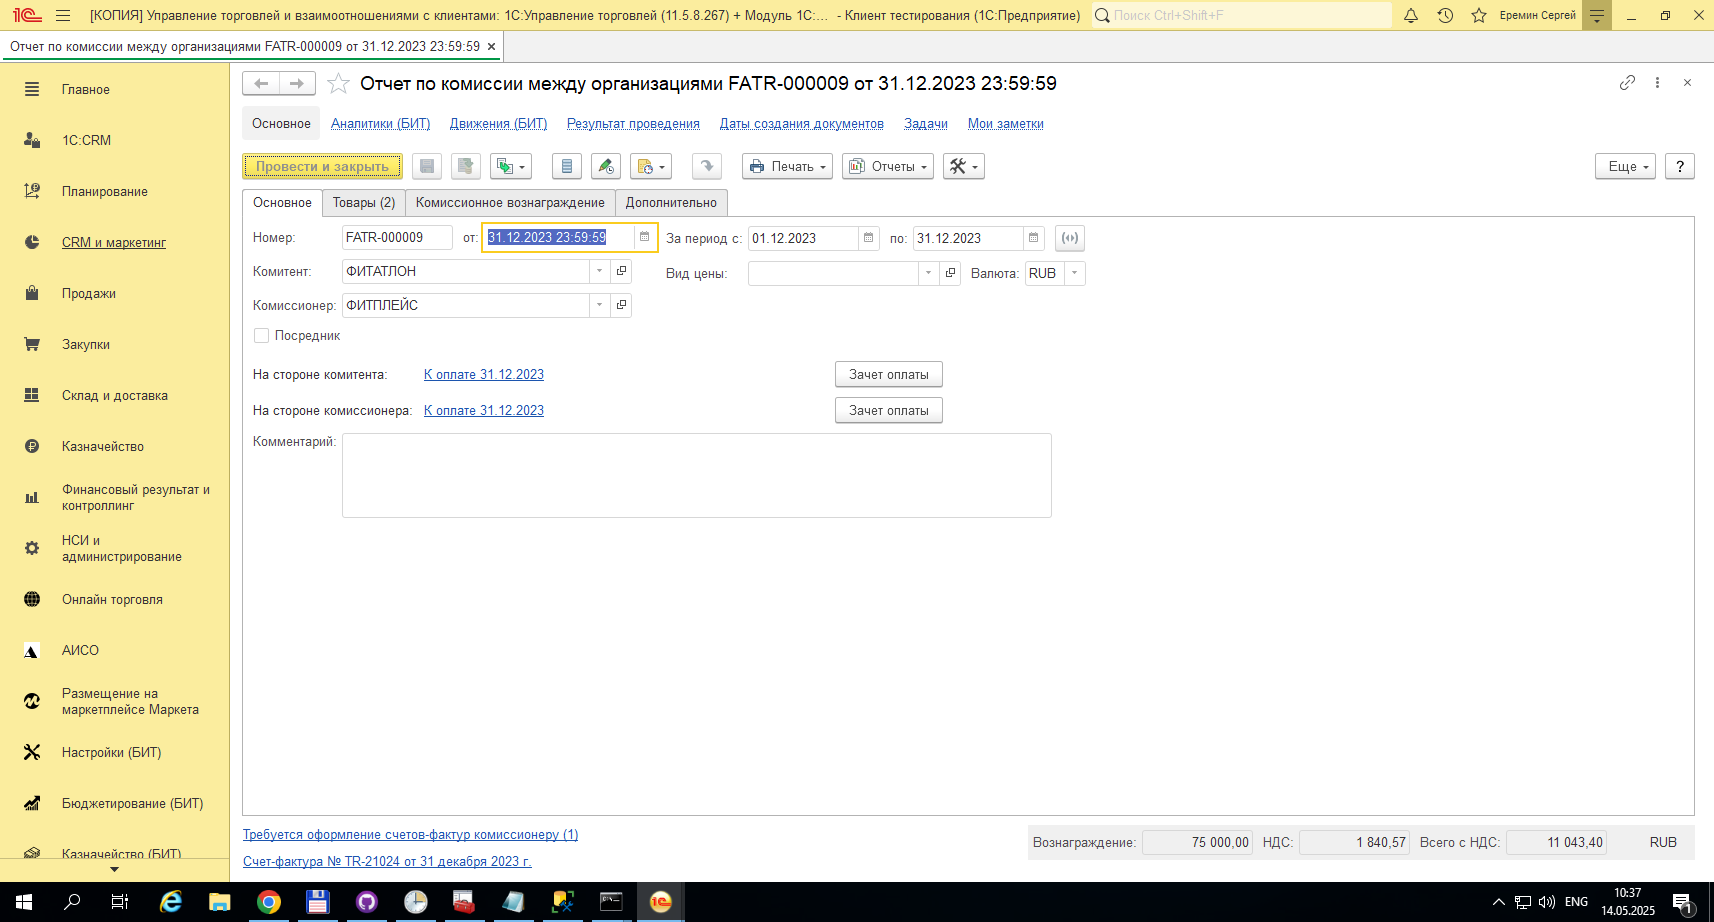 [КОПИЯ] Управление торговлей и взаимоотношениями с клиентами: 1С:Управление торговлей (11.5.8.267) + Модуль 1С:... - Клиент тестирования (1С:Предприятие)
Поиск Ctrl+Shift+F
Еремин Сергей
Отчет по комиссии между организациями FATR-000009 от 31.12.2023 23:59:59
Главное
1С:CRM
Планирование
CRM и маркетинг
Продажи
Закупки
Склад и доставка
Казначейство
Финансовый результат и
контроллинг
НСИ и
администрирование
Онлайн торговля
АИСО
Размещение на
маркетплейсе Маркета
Настройки (БИТ)
Бюджетирование (БИТ)
Казначейство (БИТ)
Отчет по комиссии между организациями FATR-000009 от 31.12.2023 23:59:59
Основное Аналитики (БИТ) Движения (БИТ) Результат проведения Даты создания документов Задачи Мои заметки
Провести и закрыть Печать Отчеты Еще ?
Основное Товары (2) Комиссионное вознаграждение Дополнительно
Номер: FATR-000009 от: 31.12.2023 23:59:59 За период с: 01.12.2023 по: 31.12.2023
Комитент: ФИТАТЛОН Вид цены: Валюта: RUB
Комиссионер: ФИТПЛЕЙС
Посредник
На стороне комитента: К оплате 31.12.2023 Зачет оплаты
На стороне комиссионера: К оплате 31.12.2023 Зачет оплаты
Комментарий:
Требуется оформление счетов-фактур комиссионеру (1)
Счет-фактура № TR-21024 от 31 декабря 2023 г.
Вознаграждение: 75 000,00 НДС: 1 840,57 Всего с НДС: 11 043,40 RUB
ENG
10:37
14.05.2025
1